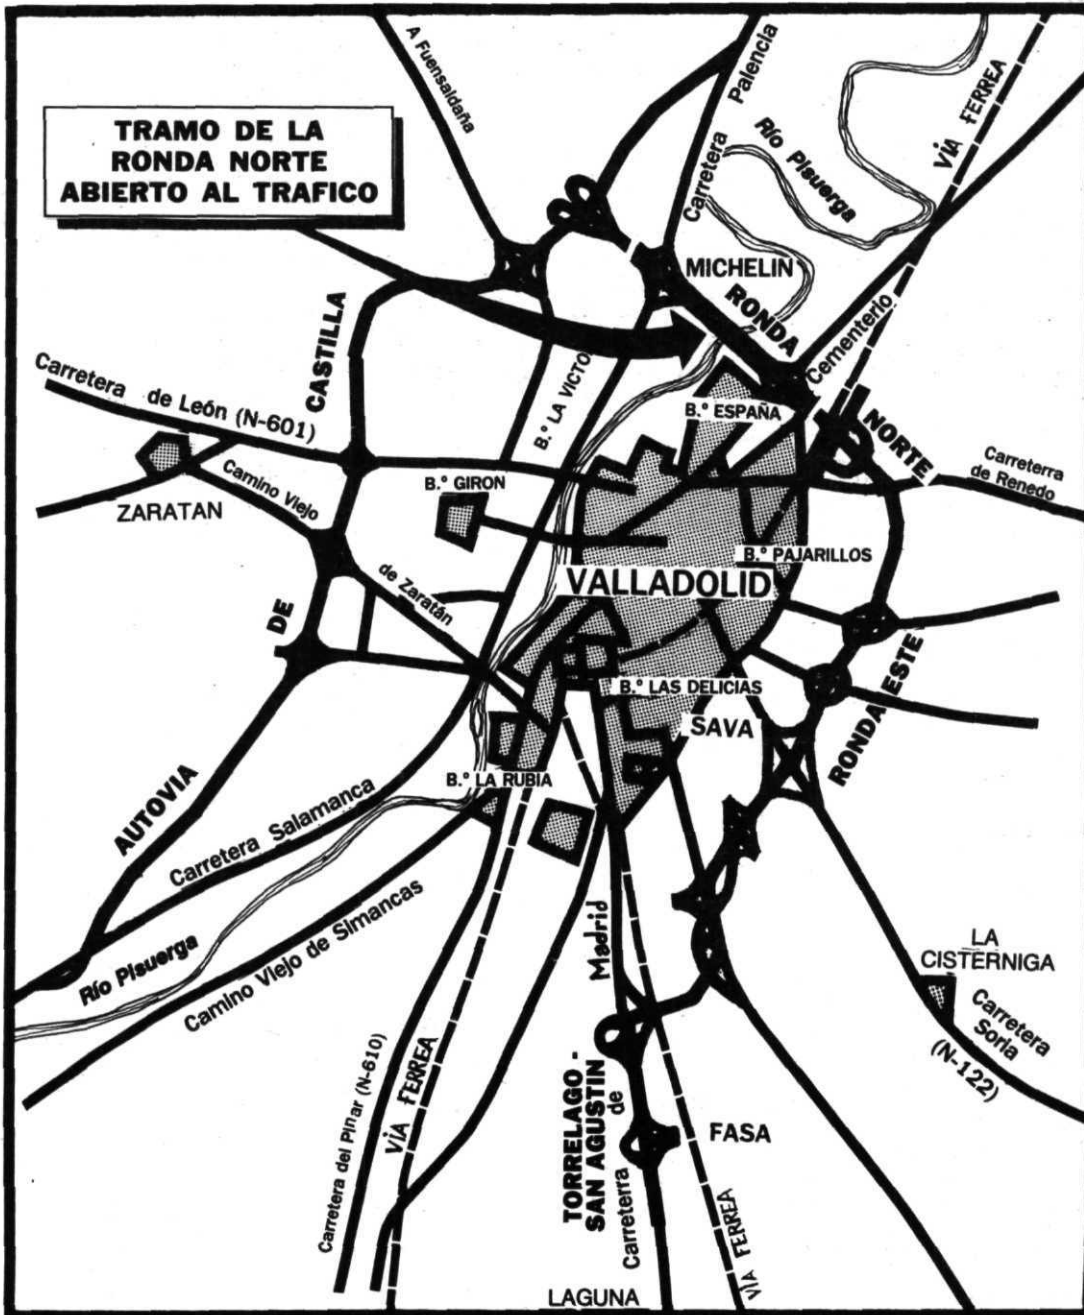 A Fuensaldaña
Carretera Palencia
Río Pisuerga
VÍA FERREA
TRAMO DE LA
RONDA NORTE
ABIERTO AL TRAFICO
MICHELIN
RONDA
NORTE
Cementerio
CASTILLA
DE
AUTOVIA
Carretera de León (N-601)
B.º LA VICTO
B.º ESPAÑA
Carreterra
de Renedo
ZARATAN
Camino Viejo
de Zaratán
B.º GIRON
B.º PAJARILLOS
VALLADOLID
B.º LAS DELICIAS
SAVA
RONDA ESTE
B.º LA RUBIA
Carretera Salamanca
Río Pisuerga
Camino Viejo de Simancas
LA
CISTERNIGA
Carretera
Soria
(N-122)
Carretera del Pinar (N-610)
VÍA FERREA
TORRELAGO -
SAN AGUSTIN
Carreterra de Madrid
FASA
VÍA FERREA
LAGUNA